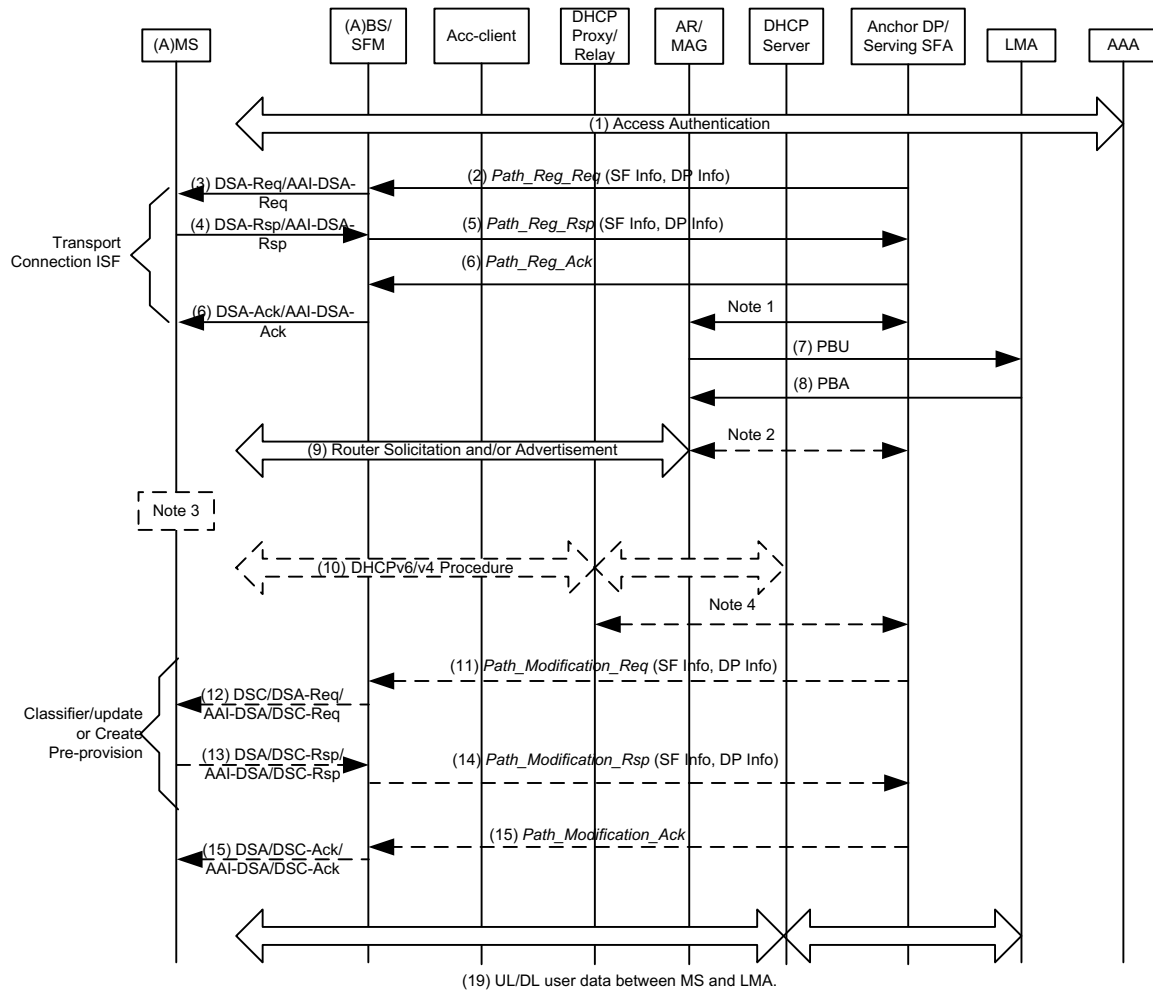 (A)MS
(A)BS/
SFM
Acc-client
DHCP
Proxy/
Relay
AR/
MAG
DHCP
Server
Anchor DP/
Serving SFA
LMA
AAA
(1) Access Authentication
(2) Path_Reg_Req (SF Info, DP Info)
(3) DSA-Req/AAI-DSA-
Req
(4) DSA-Rsp/AAI-DSA-
Rsp
(5) Path_Reg_Rsp (SF Info, DP Info)
Transport
Connection ISF
(6) Path_Reg_Ack
(6) DSA-Ack/AAI-DSA-
Ack
Note 1
(7) PBU
(8) PBA
(9) Router Solicitation and/or Advertisement
Note 2
Note 3
(10) DHCPv6/v4 Procedure
Note 4
(11) Path_Modification_Req (SF Info, DP Info)
(12) DSC/DSA-Req/
AAI-DSA/DSC-Req
Classifier/update
or Create
Pre-provision
(13) DSA/DSC-Rsp/
AAI-DSA/DSC-Rsp
(14) Path_Modification_Rsp (SF Info, DP Info)
(15) Path_Modification_Ack
(15) DSA/DSC-Ack/
AAI-DSA/DSC-Ack
(19) UL/DL user data between MS and LMA.